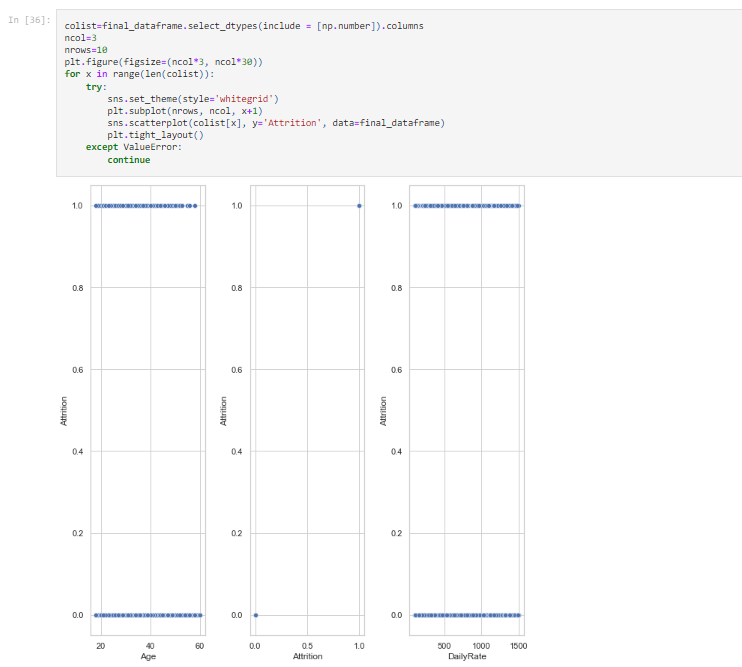 In [36]:
colist=final_dataframe.select_dtypes(include = [np.number]).columns
ncol=3
nrows=10
plt.figure(figsize=(ncol*3, ncol*30))
for x in range(len(colist)):
    try:
        sns.set_theme(style='whitegrid')
        plt.subplot(nrows, ncol, x+1)
        sns.scatterplot(colist[x], y='Attrition', data=final_dataframe)
        plt.tight_layout()
    except ValueError:
        continue
1.0
0.8
0.6
0.4
0.2
0.0
Attrition
20 40 60
Age
1.0
0.8
0.6
0.4
0.2
0.0
Attrition
0.0 0.5 1.0
Attrition
1.0
0.8
0.6
0.4
0.2
0.0
Attrition
500 1000 1500
DailyRate